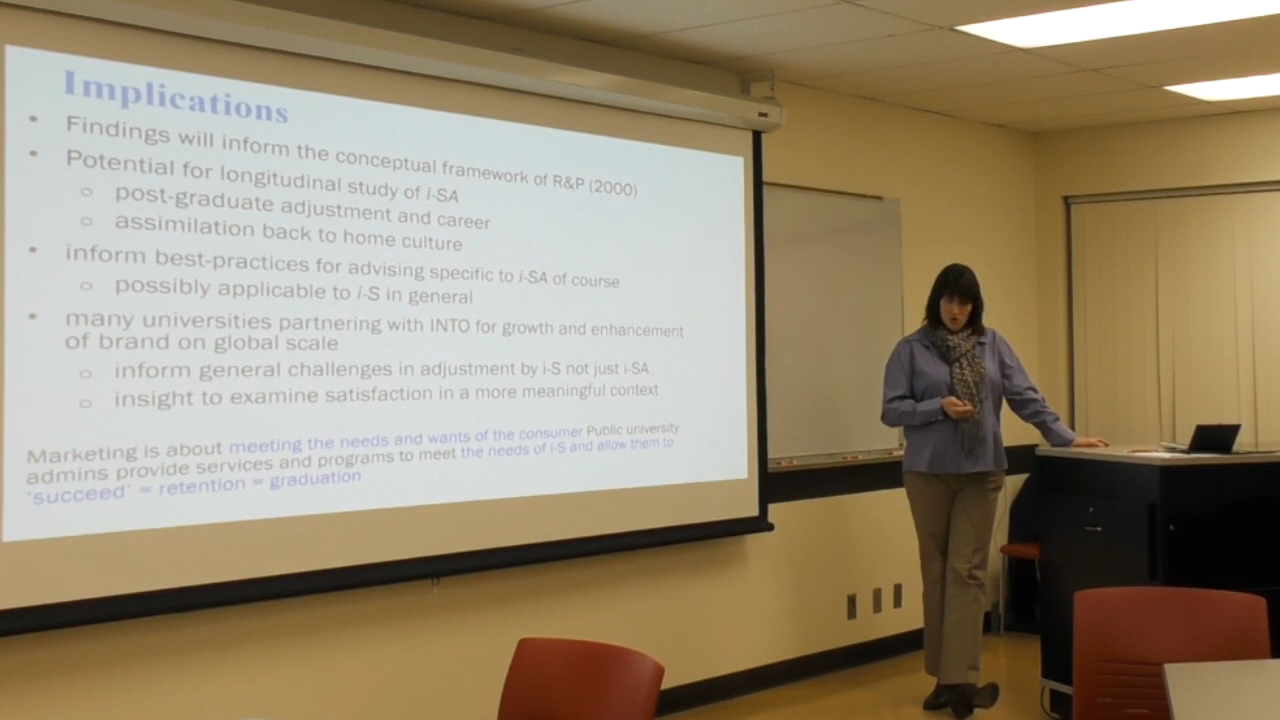 Implications
• Findings will inform the conceptual framework of R&P (2000)
• Potential for longitudinal study of i-SA
o post-graduate adjustment and career
o assimilation back to home culture
• inform best-practices for advising specific to i-SA of course
o possibly applicable to i-S in general
• many universities partnering with INTO for growth and enhancement
of brand on global scale
o inform general challenges in adjustment by i-S not just i-SA
o insight to examine satisfaction in a more meaningful context
Marketing is about meeting the needs and wants of the consumer Public university
admins provide services and programs to meet the needs of i-S and allow them to
'succeed' = retention = graduation